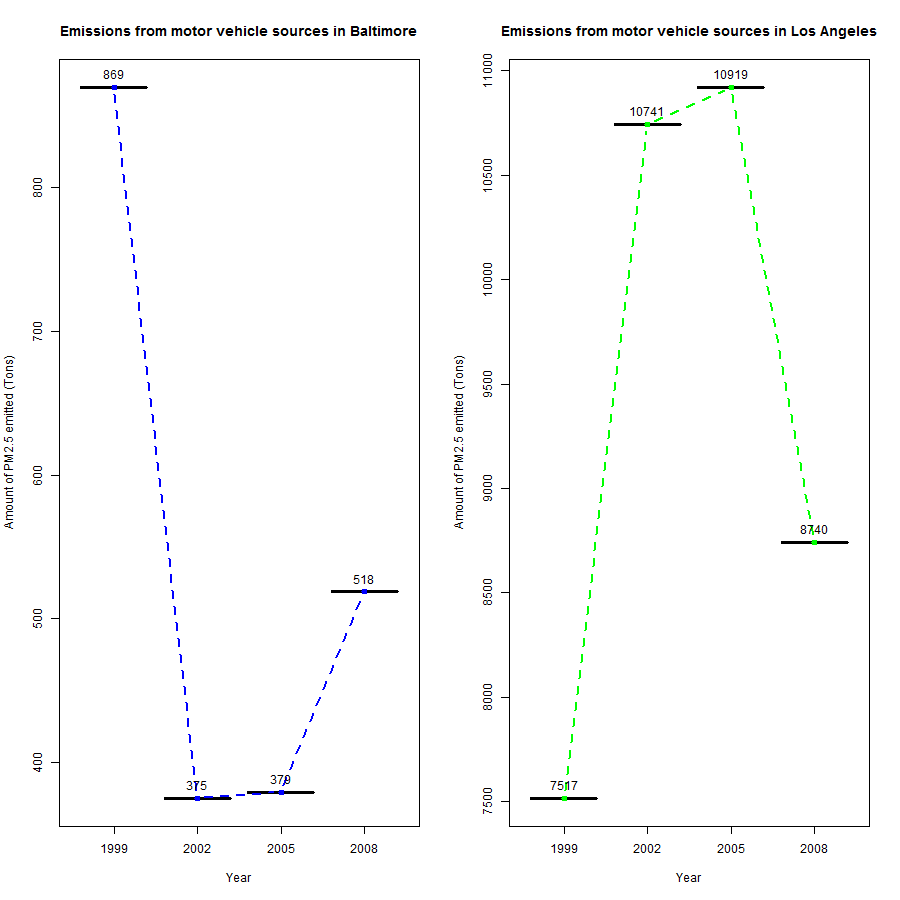 Emissions from motor vehicle sources in Baltimore
869
800
700
600
500
400
Amount of PM2.5 emitted (Tons)
375
379
518
1999 2002 2005 2008
Year
Emissions from motor vehicle sources in Los Angeles
11000
10500
10000
9500
9000
8500
8000
7500
Amount of PM2.5 emitted (Tons)
10919
10741
8740
7517
1999 2002 2005 2008
Year